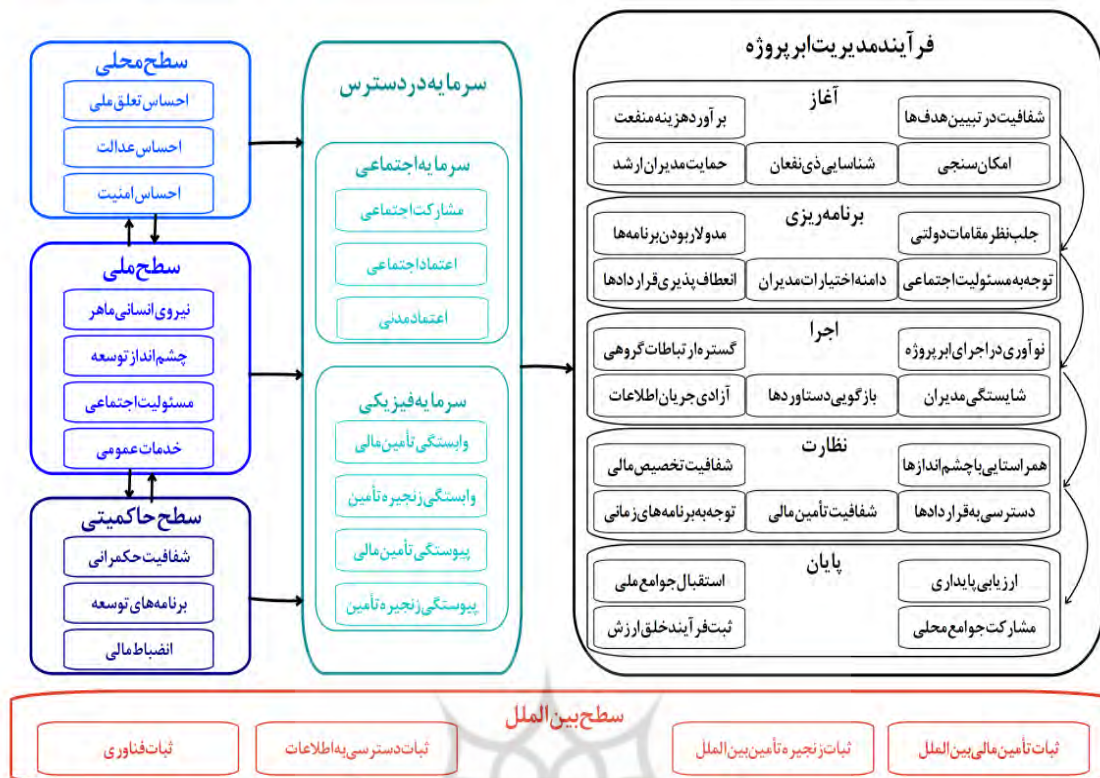 فرآیند مدیریت ابر پروژه
آغاز
شفافیت در تبیین هدف‌ها
برآورد هزینه منفعت
امکان سنجی
شناسایی ذی نفعان
حمایت مدیران ارشد
برنامه ریزی
جلب نظر مقامات دولتی
مدولار بودن برنامه‌ها
توجه به مسئولیت اجتماعی
دامنه اختیارات مدیران
انعطاف پذیری قراردادها
اجرا
نوآوری در اجرای ابر پروژه
گستره ارتباطات گروهی
شایستگی مدیران
بازگویی دستاوردها
آزادی جریان اطلاعات
نظارت
همراستایی با چشم‌اندازها
شفافیت تخصیص مالی
دسترسی به قراردادها
شفافیت تأمین مالی
توجه به برنامه‌های زمانی
پایان
ارزیابی پایداری
استقبال جوامع ملی
مشارکت جوامع محلی
ثبت فرآیند خلق ارزش
سرمایه در دسترس
سرمایه اجتماعی
مشارکت اجتماعی
اعتماد اجتماعی
اعتماد مدنی
سرمایه فیزیکی
وابستگی تأمین مالی
وابستگی زنجیره تأمین
پیوستگی تأمین مالی
پیوستگی زنجیره تأمین
سطح محلی
احساس تعلق ملی
احساس عدالت
احساس امنیت
سطح ملی
نیروی انسانی ماهر
چشم انداز توسعه
مسئولیت اجتماعی
خدمات عمومی
سطح حاکمیتی
شفافیت حکمرانی
برنامه‌های توسعه
انضباط مالی
سطح بین الملل
ثبات تأمین مالی بین الملل
ثبات زنجیره تأمین بین الملل
ثبات دسترسی به اطلاعات
ثبات فناوری